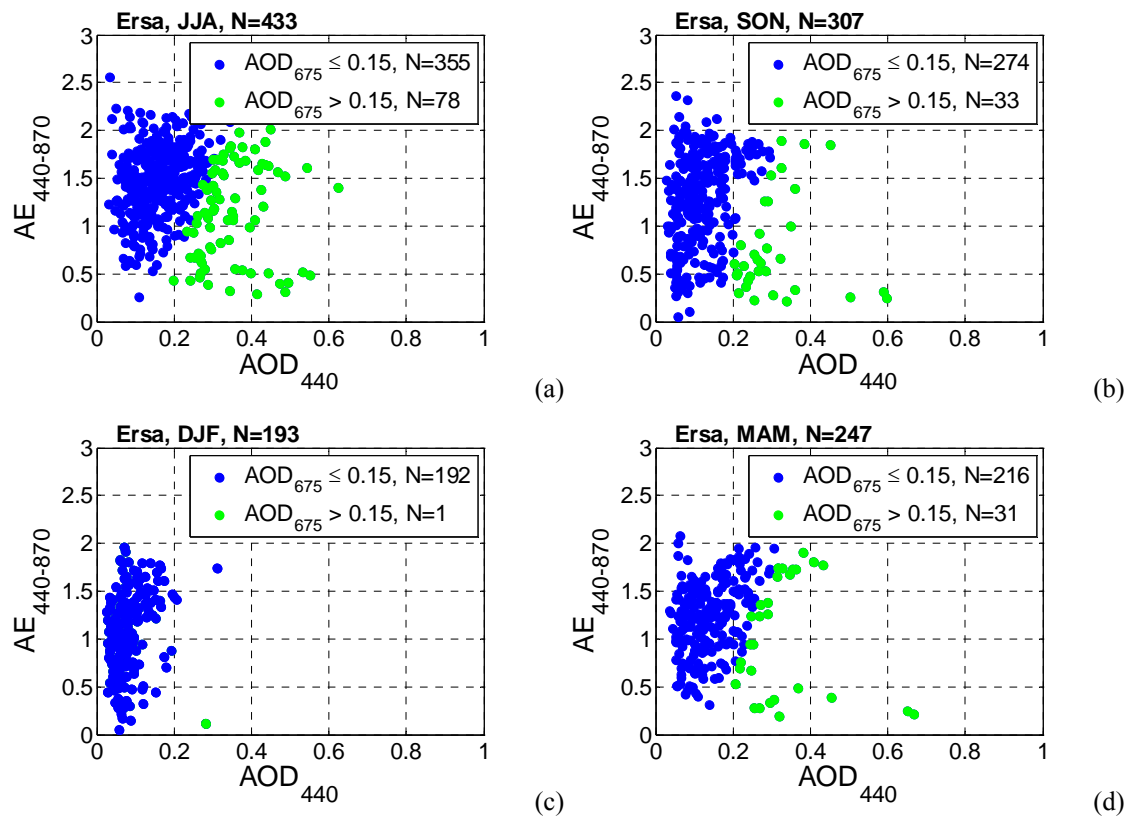 Ersa, JJA, N=433
AOD675 ≤ 0.15, N=355
AOD675 > 0.15, N=78
3
2.5
2
1.5
1
0.5
0
AE440-870
0 0.2 0.4 0.6 0.8 1
AOD440
(a)
Ersa, SON, N=307
AOD675 ≤ 0.15, N=274
AOD675 > 0.15, N=33
3
2.5
2
1.5
1
0.5
0
AE440-870
0 0.2 0.4 0.6 0.8 1
AOD440
(b)
Ersa, DJF, N=193
AOD675 ≤ 0.15, N=192
AOD675 > 0.15, N=1
3
2.5
2
1.5
1
0.5
0
AE440-870
0 0.2 0.4 0.6 0.8 1
AOD440
(c)
Ersa, MAM, N=247
AOD675 ≤ 0.15, N=216
AOD675 > 0.15, N=31
3
2.5
2
1.5
1
0.5
0
AE440-870
0 0.2 0.4 0.6 0.8 1
AOD440
(d)